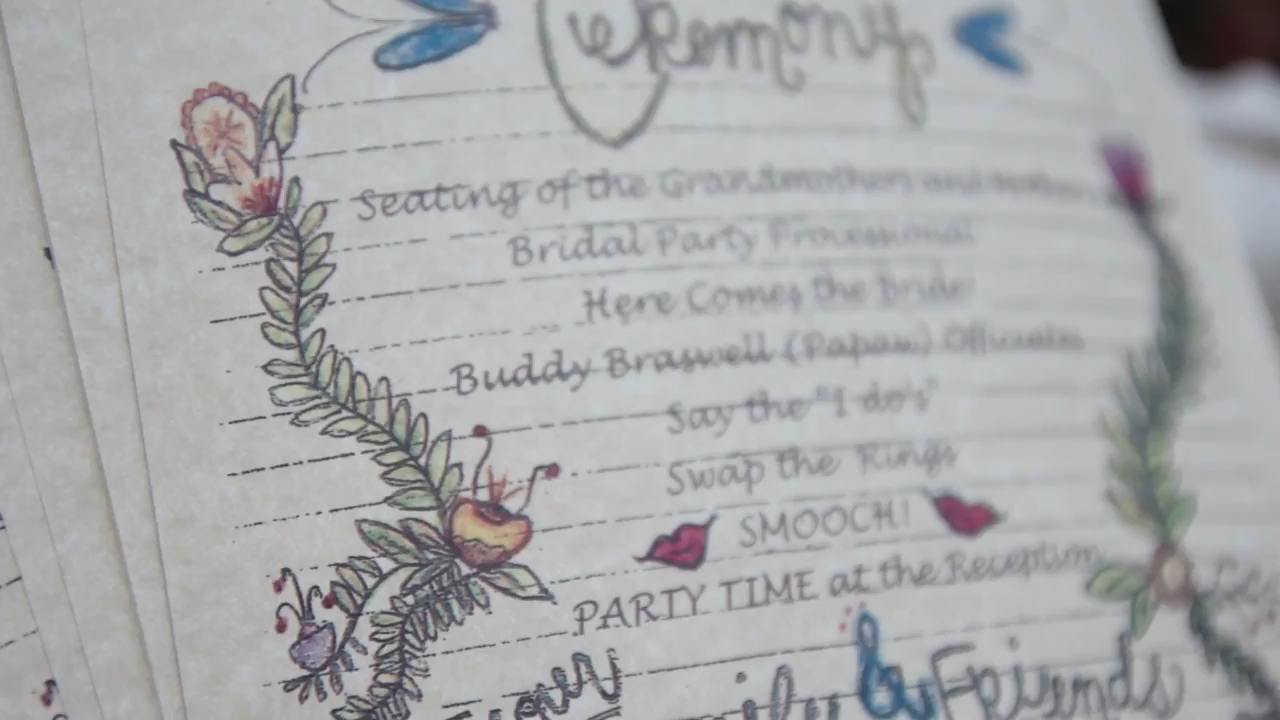 Ceremony
Seating of the Grandmothers and Mothers
Bridal Party Processional
Here Comes the Bride!
Buddy Braswell (Papaw) Officiates
Say the "I do's"
Swap the Rings
SMOOCH!
PARTY TIME at the Reception
& Friends